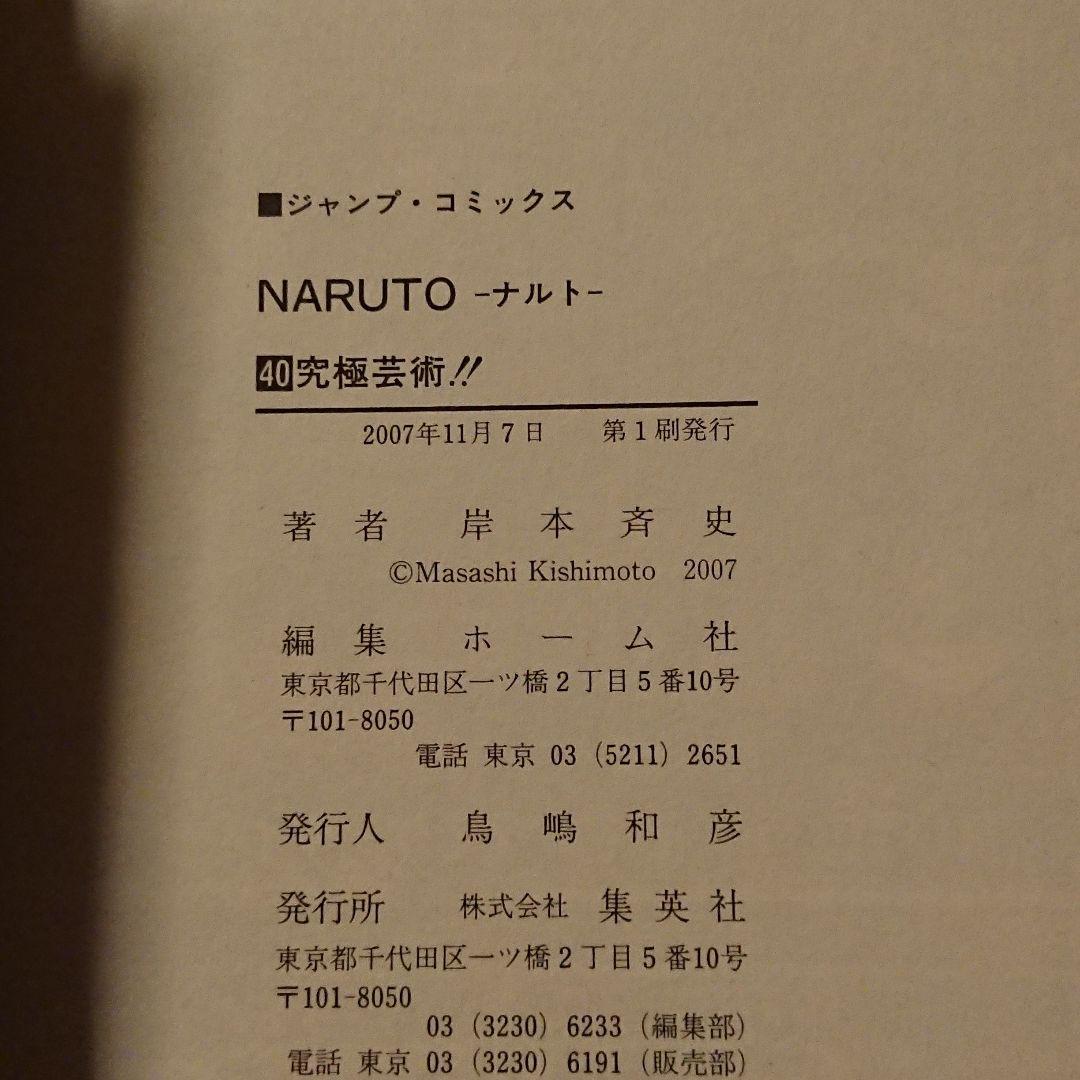 ■ジャンプ・コミックス
NARUTO －ナルト－
40究極芸術!!
2007年11月7日　第1刷発行
著者　岸本斉史
©Masashi Kishimoto 2007
編集　ホーム社
東京都千代田区一ツ橋2丁目5番10号
〒101-8050
電話 東京 03 (5211) 2651
発行人　鳥嶋和彦
発行所　株式会社 集英社
東京都千代田区一ツ橋2丁目5番10号
〒101-8050
03 (3230) 6233 (編集部)
電話 東京 03 (3230) 6191 (販売部)